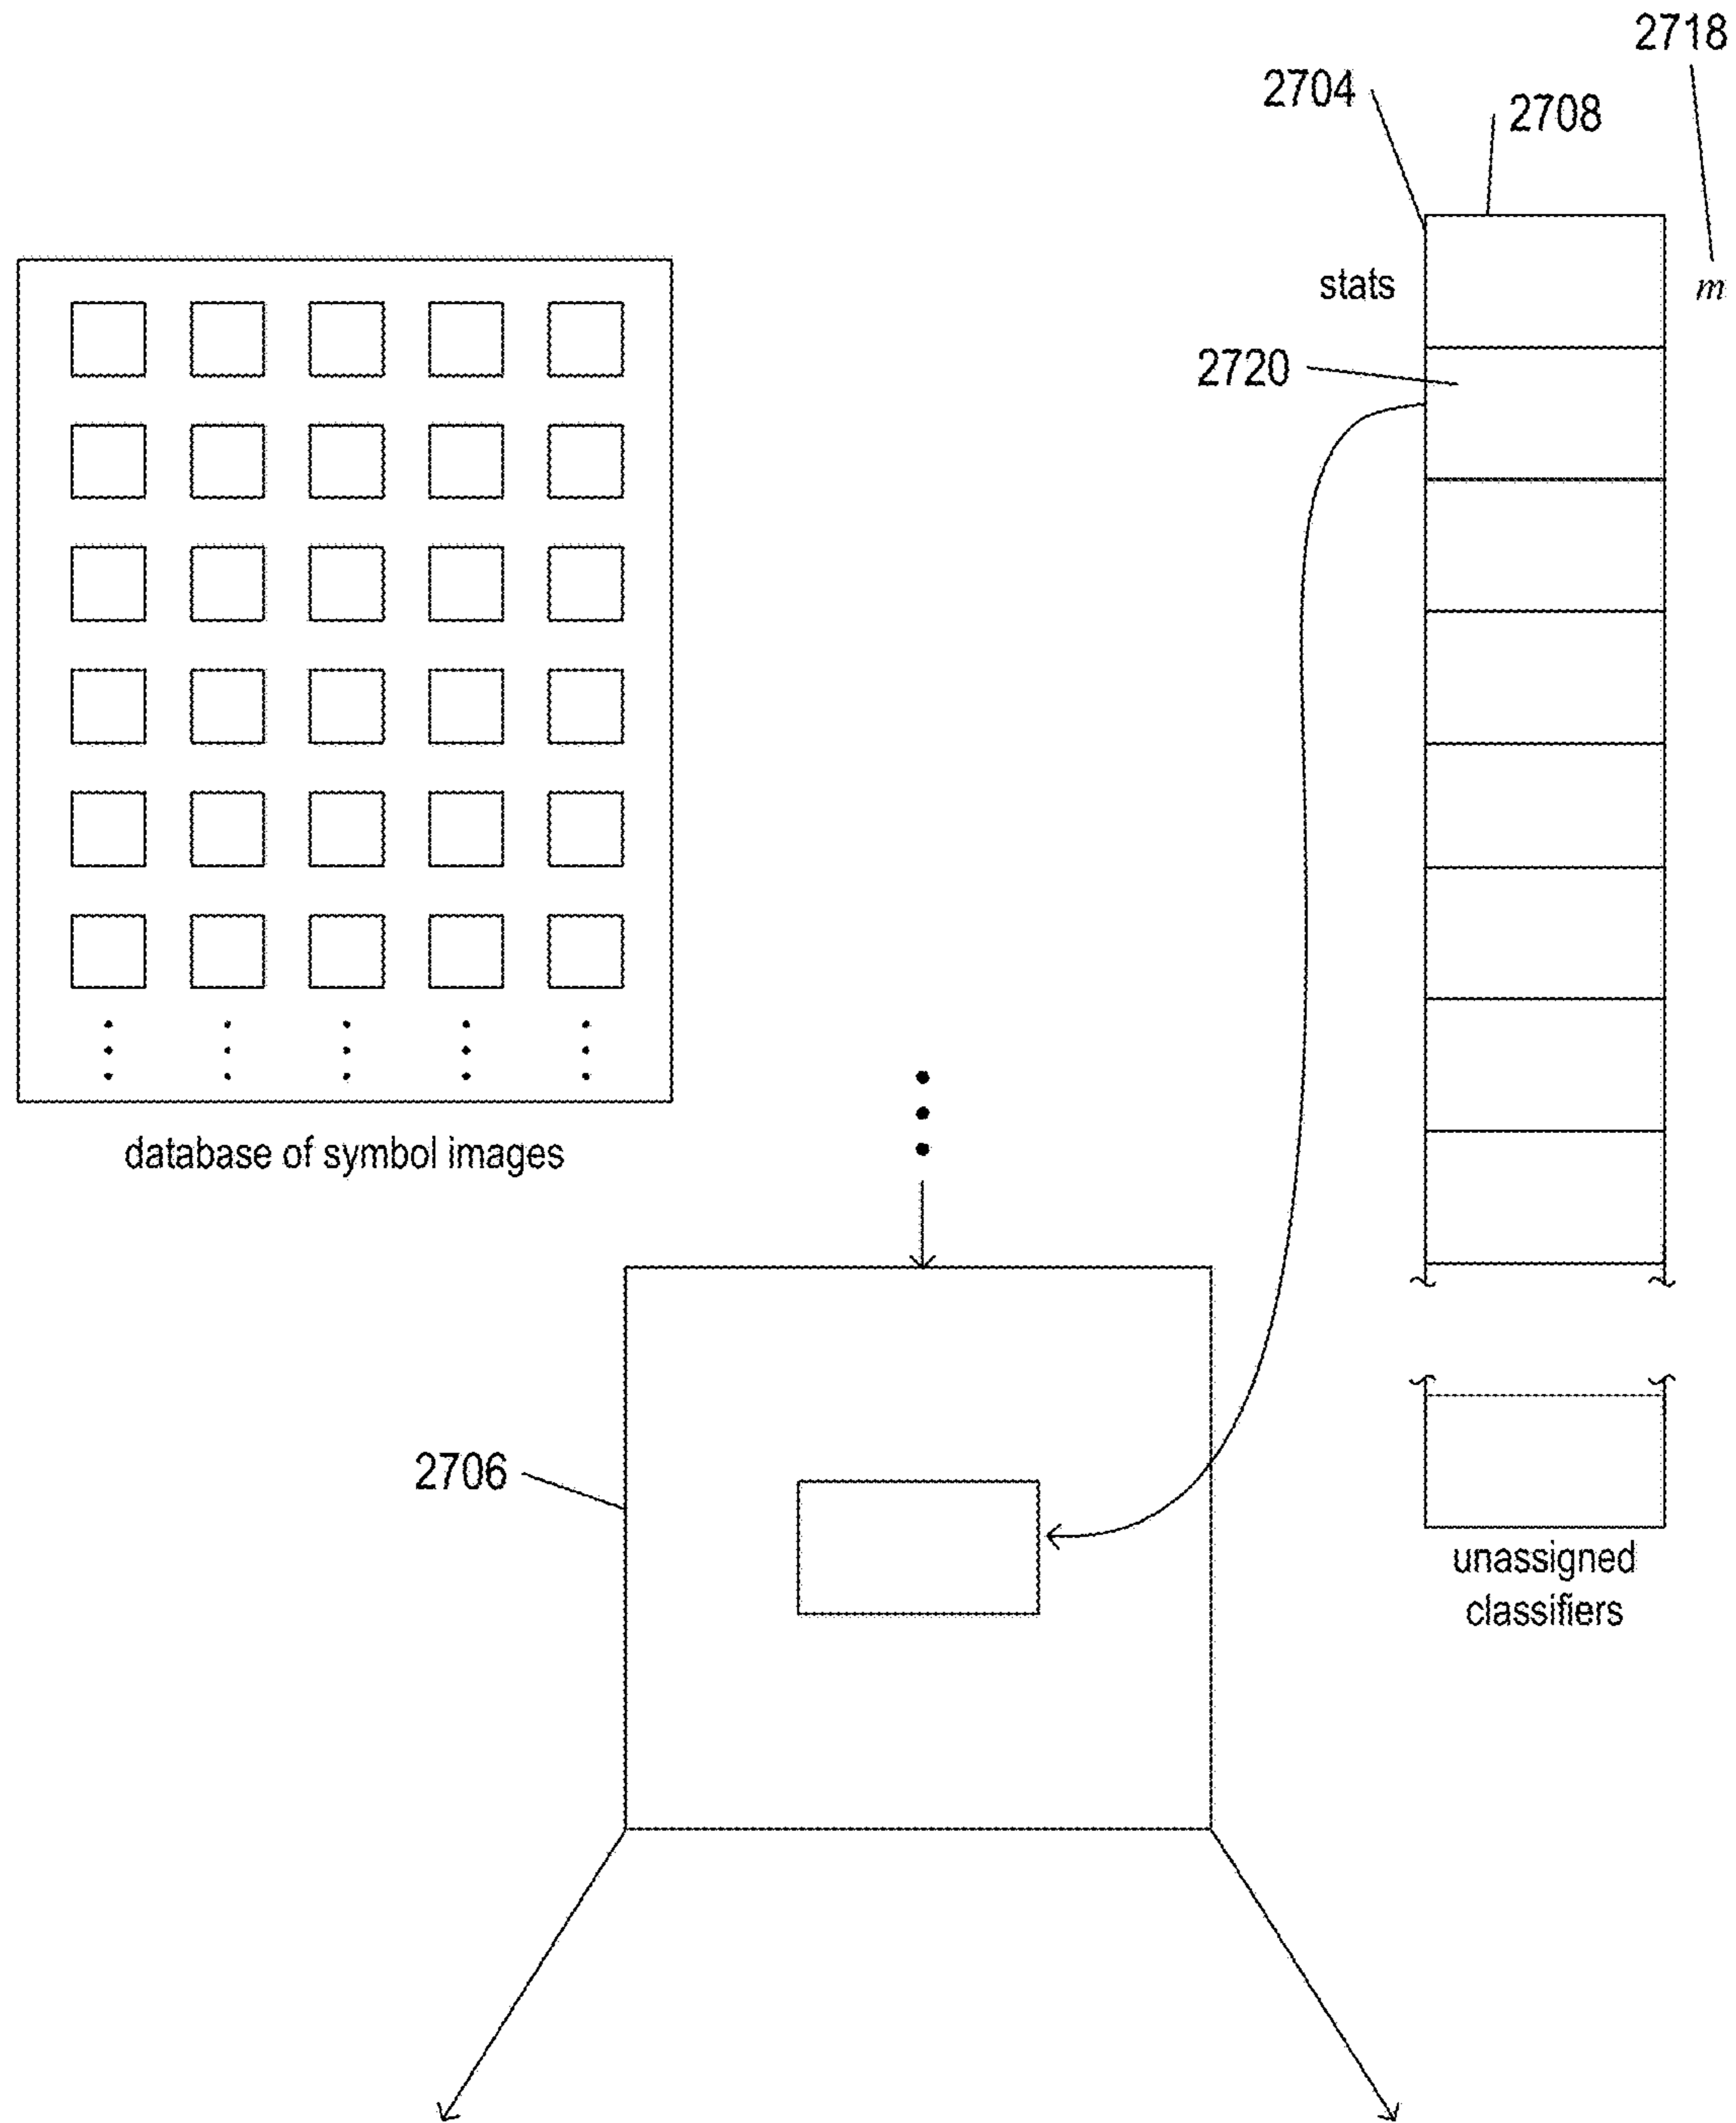 2718
2704
2708
stats
m
2720
database of symbol images
2706
unassigned
classifiers